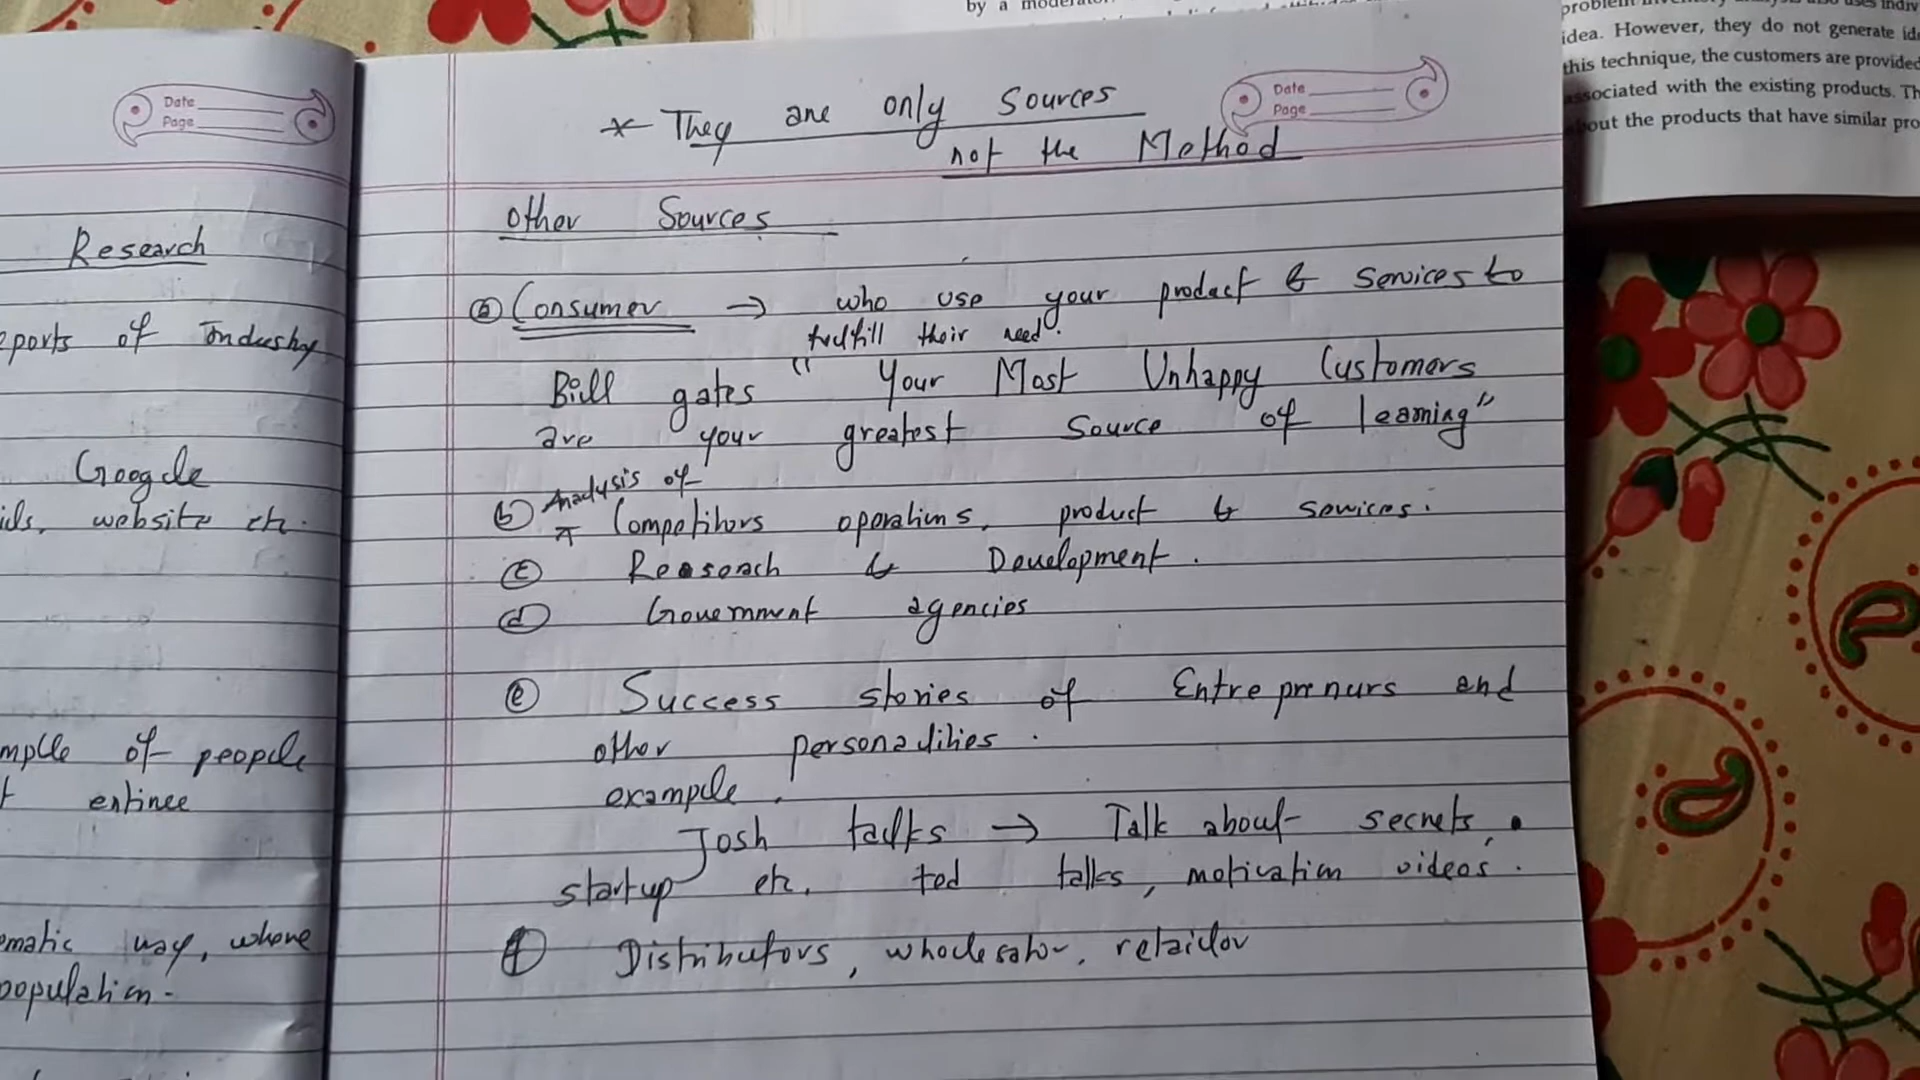 Date
Page
Research
ports of Industry
Google
website etc.
of people
entire
way, where
population.
Date
Page
* They are only Sources
not the Method
Other Sources
(a) Consumer → who use your product & Services to
fulfill their need.
Bill gates "Your Most Unhappy Customers
are your greatest Source of learning"
Analysis of
(b) Competitors operations, product & services.
(c) Research & Development.
(d) Government agencies
(e) Success stories of Entreprenurs and
other personalities.
example.
Josh talks → Talk about secrets,
startup etc. ted talks, motivation videos.
(f) Distributors, wholesaler, retailer
by a
idea. However, they do not generate
this technique, the customers are provided
associated with the existing products.
about the products that have similar